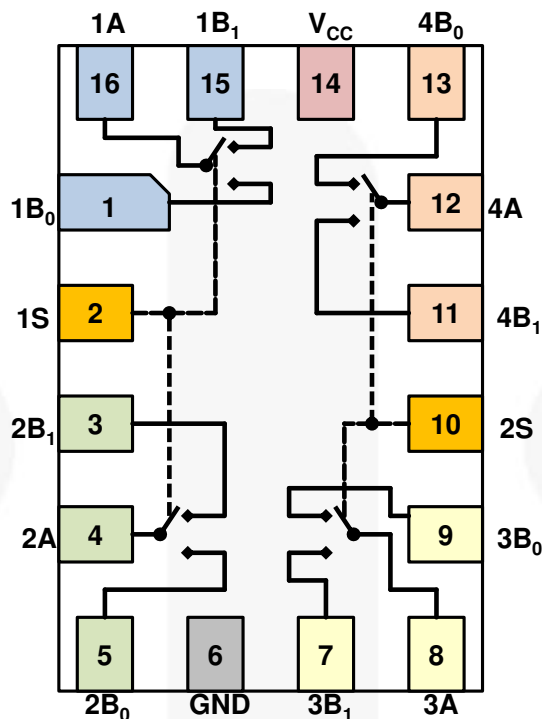 1A 1B₁ V_CC 4B₀
16 15 14 13
1B₀ 1 12 4A
1S 2 11 4B₁
2B₁ 3 10 2S
2A 4 9 3B₀
5 6 7 8
2B₀ GND 3B₁ 3A